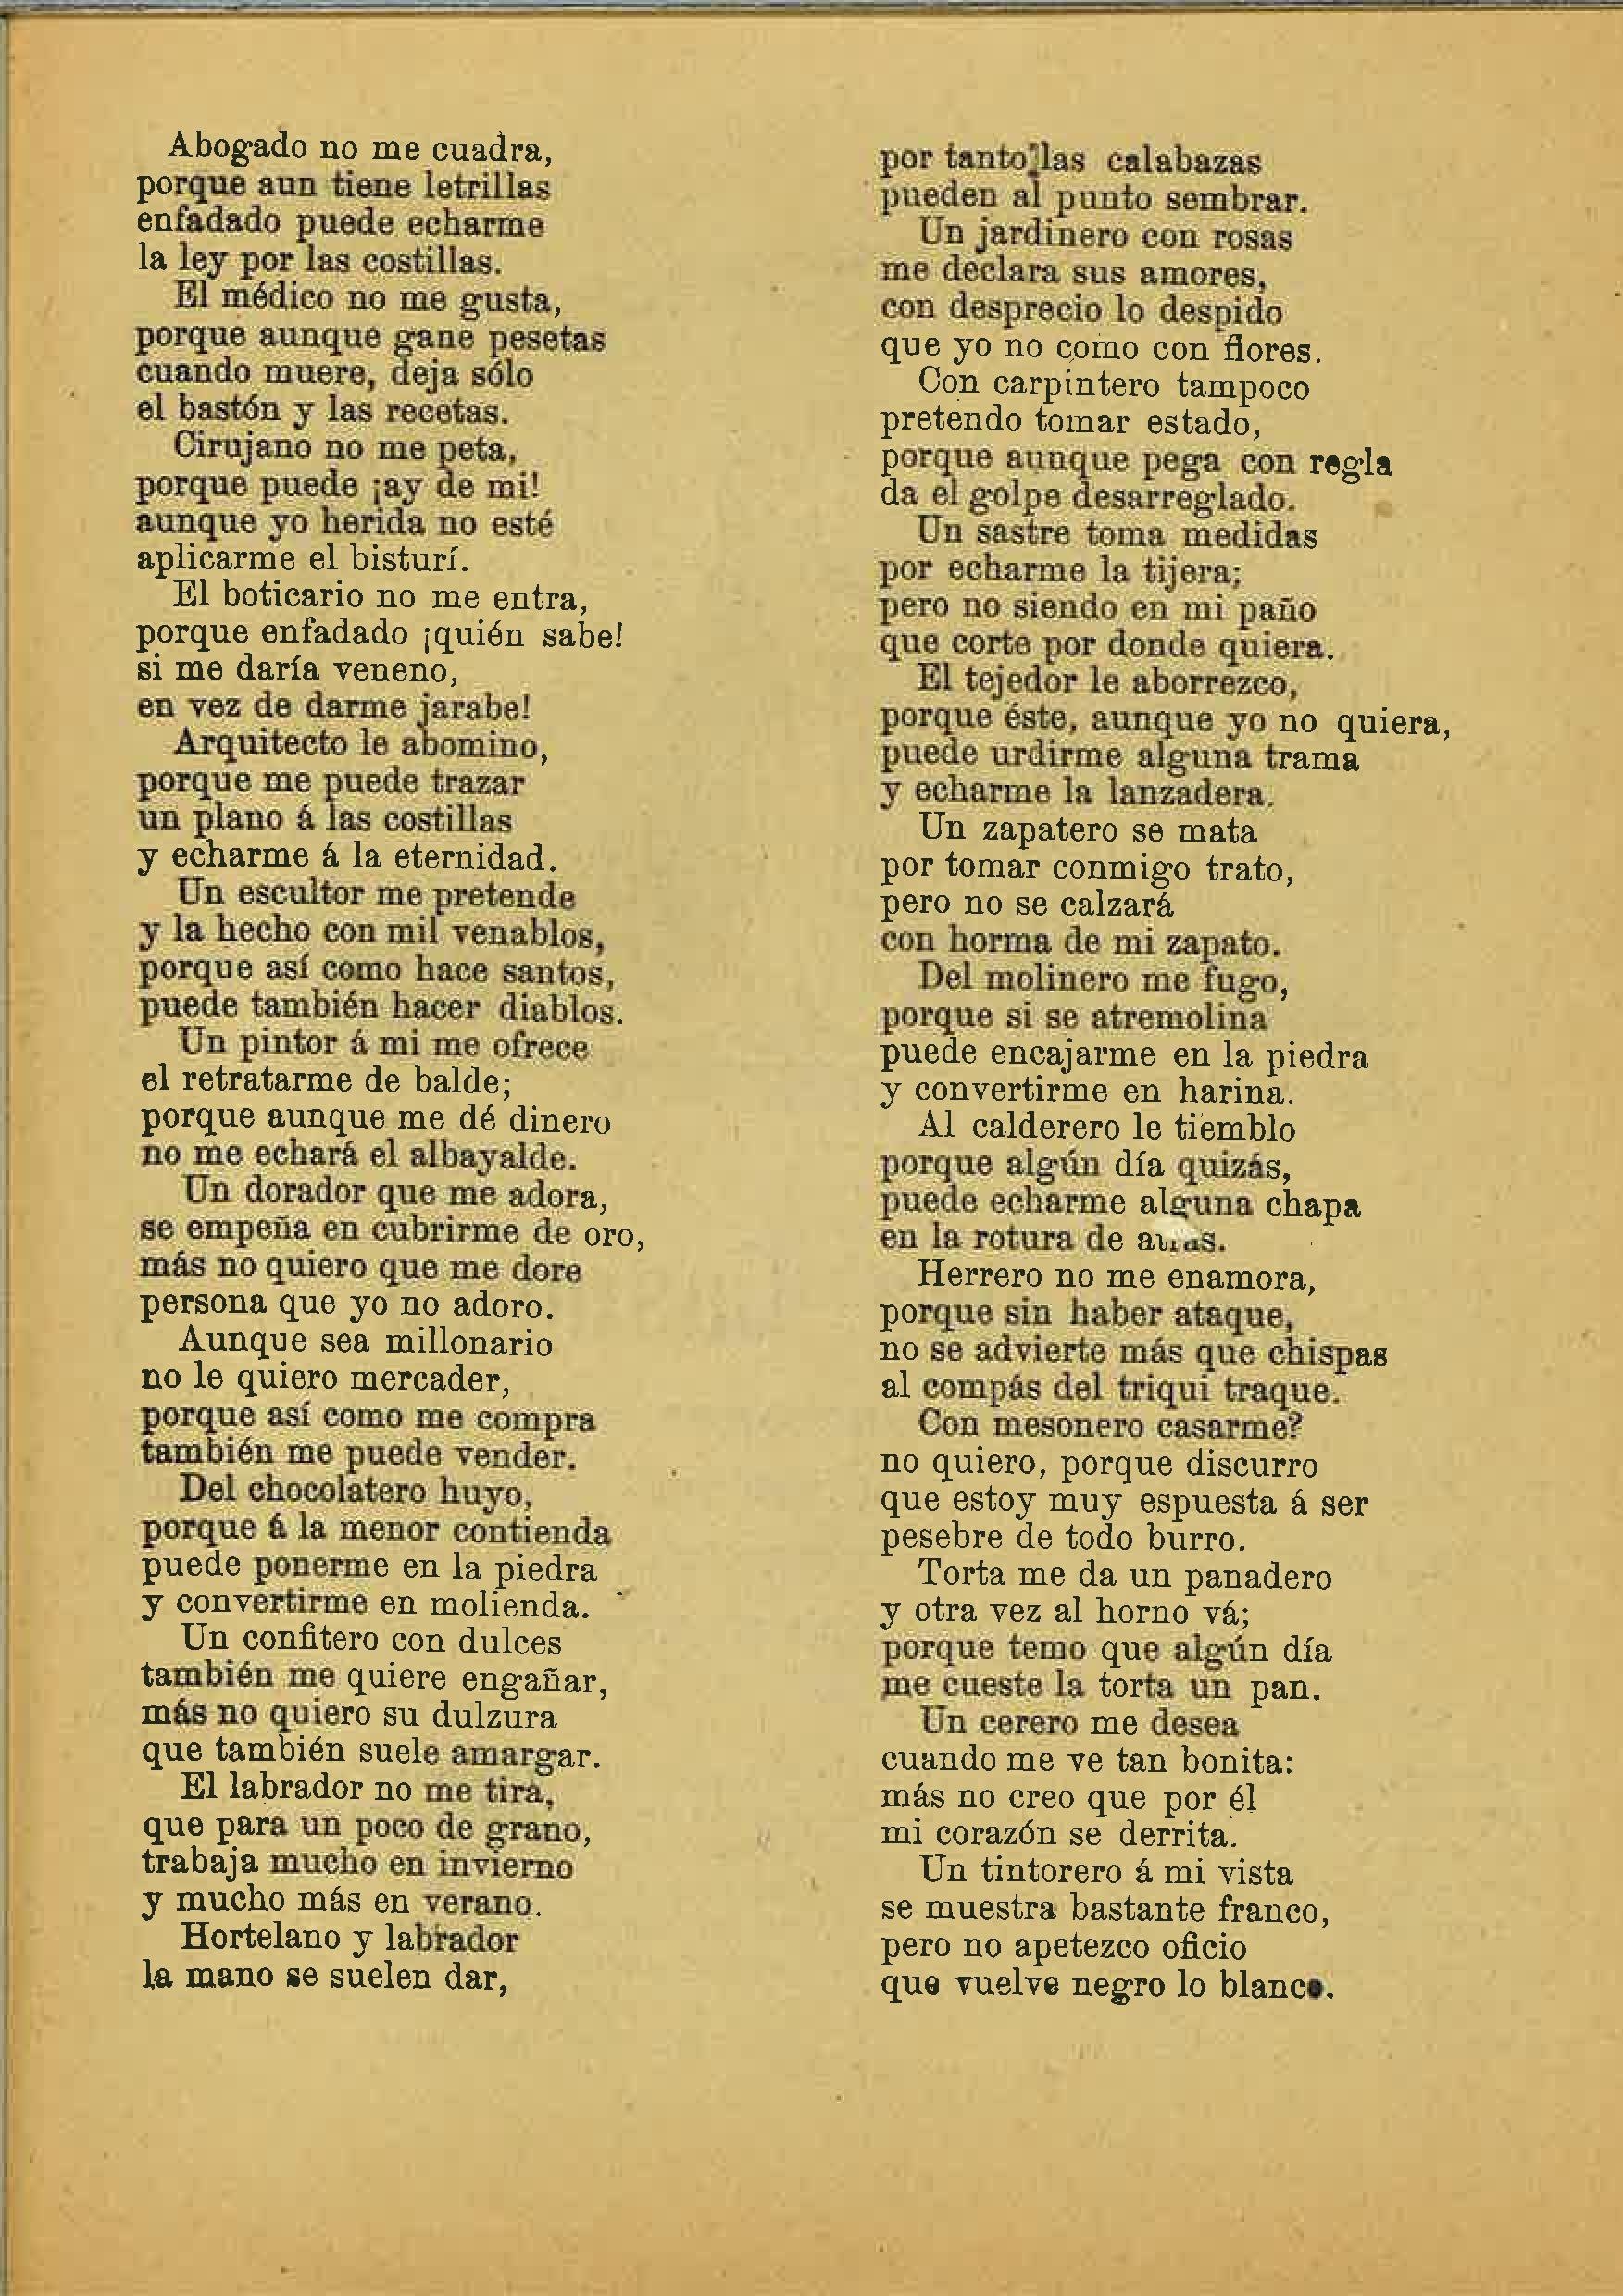 Abogado no me cuadra,
porque aun tiene letrillas
enfadado puede echarme
la ley por las costillas.
El médico no me gusta,
porque aunque gane pesetas
cuando muere, deja sólo
el bastón y las recetas.
Cirujano no me peta,
porque puede ¡ay de mi!
aunque yo herida no esté
aplicarme el bisturí.
El boticario no me entra,
porque enfadado ¡quién sabe!
si me daría veneno,
en vez de darme jarabe!
Arquitecto le abomino,
porque me puede trazar
un plano á las costillas
y echarme á la eternidad.
Un escultor me pretende
y la hecho con mil venablos,
porque así como hace santos,
puede también hacer diablos.
Un pintor á mi me ofrece
el retratarme de balde;
porque aunque me dé dinero
no me echará el albayalde.
Un dorador que me adora,
se empeña en cubrirme de oro,
más no quiero que me dore
persona que yo no adoro.
Aunque sea millonario
no le quiero mercader,
porque así como me compra
también me puede vender.
Del chocolatero huyo,
porque á la menor contienda
puede ponerme en la piedra
y convertirme en molienda.
Un confitero con dulces
también me quiere engañar,
más no quiero su dulzura
que también suele amargar.
El labrador no me tira,
que para un poco de grano,
trabaja mucho en invierno
y mucho más en verano.
Hortelano y labrador
la mano se suelen dar,
por tanto las calabazas
pueden al punto sembrar.
Un jardinero con rosas
me declara sus amores,
con desprecio lo despido
que yo no como con flores.
Con carpintero tampoco
pretendo tomar estado,
porque aunque pega con regla
da el golpe desarreglado.
Un sastre toma medidas
por echarme la tijera;
pero no siendo en mi paño
que corte por donde quiera.
El tejedor le aborrezco,
porque éste, aunque yo no quiera,
puede urdirme alguna trama
y echarme la lanzadera.
Un zapatero se mata
por tomar conmigo trato,
pero no se calzará
con horma de mi zapato.
Del molinero me fugo,
porque si se atremolina
puede encajarme en la piedra
y convertirme en harina.
Al calderero le tiemblo
porque algún día quizás,
puede echarme alguna chapa
en la rotura de
Herrero no me enamora,
porque sin haber ataque,
no se advierte más que chispas
al compás del triqui traque.
Con mesonero casarme?
no quiero, porque discurro
que estoy muy espuesta á ser
pesebre de todo burro.
Torta me da un panadero
y otra vez al horno vá;
porque temo que algún día
me cueste la torta un pan.
Un cerero me desea
cuando me ve tan bonita:
más no creo que por él
mi corazón se derrita.
Un tintorero á mi vista
se muestra bastante franco,
pero no apetezco oficio
que vuelve negro lo blanco.